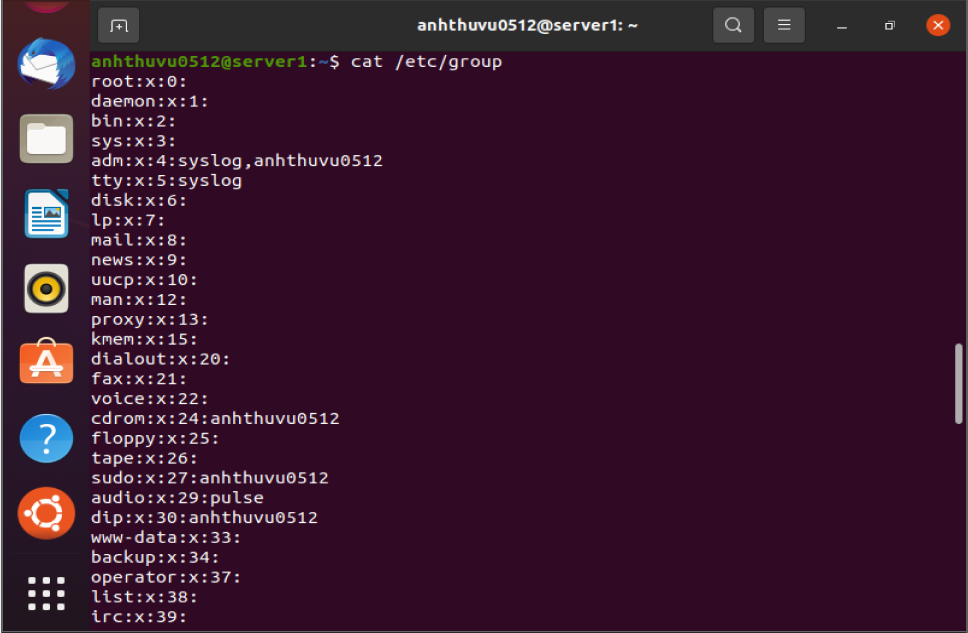 anhthuvu0512@server1: ~
anhthuvu0512@server1:~$ cat /etc/group
root:x:0:
daemon:x:1:
bin:x:2:
sys:x:3:
adm:x:4:syslog,anhthuvu0512
tty:x:5:syslog
disk:x:6:
lp:x:7:
mail:x:8:
news:x:9:
uucp:x:10:
man:x:12:
proxy:x:13:
kmem:x:15:
dialout:x:20:
fax:x:21:
voice:x:22:
cdrom:x:24:anhthuvu0512
floppy:x:25:
tape:x:26:
sudo:x:27:anhthuvu0512
audio:x:29:pulse
dip:x:30:anhthuvu0512
www-data:x:33:
backup:x:34:
operator:x:37:
list:x:38:
irc:x:39: